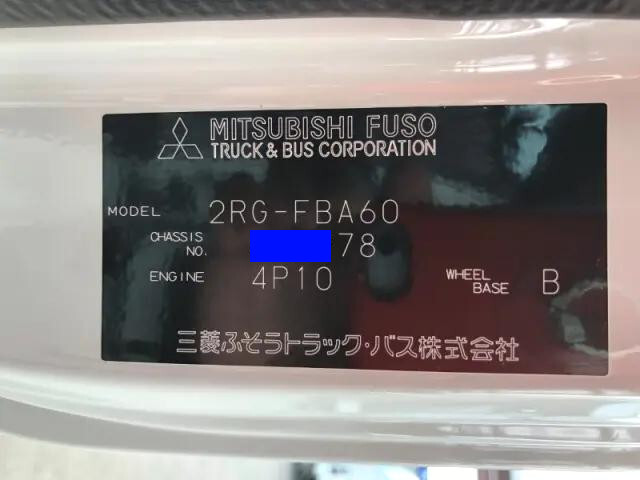 MITSUBISHI FUSO
TRUCK & BUS CORPORATION
MODEL 2RG-FBA60
CHASSIS NO. 78
ENGINE 4P10 WHEEL BASE B
三菱ふそうトラック・バス株式会社